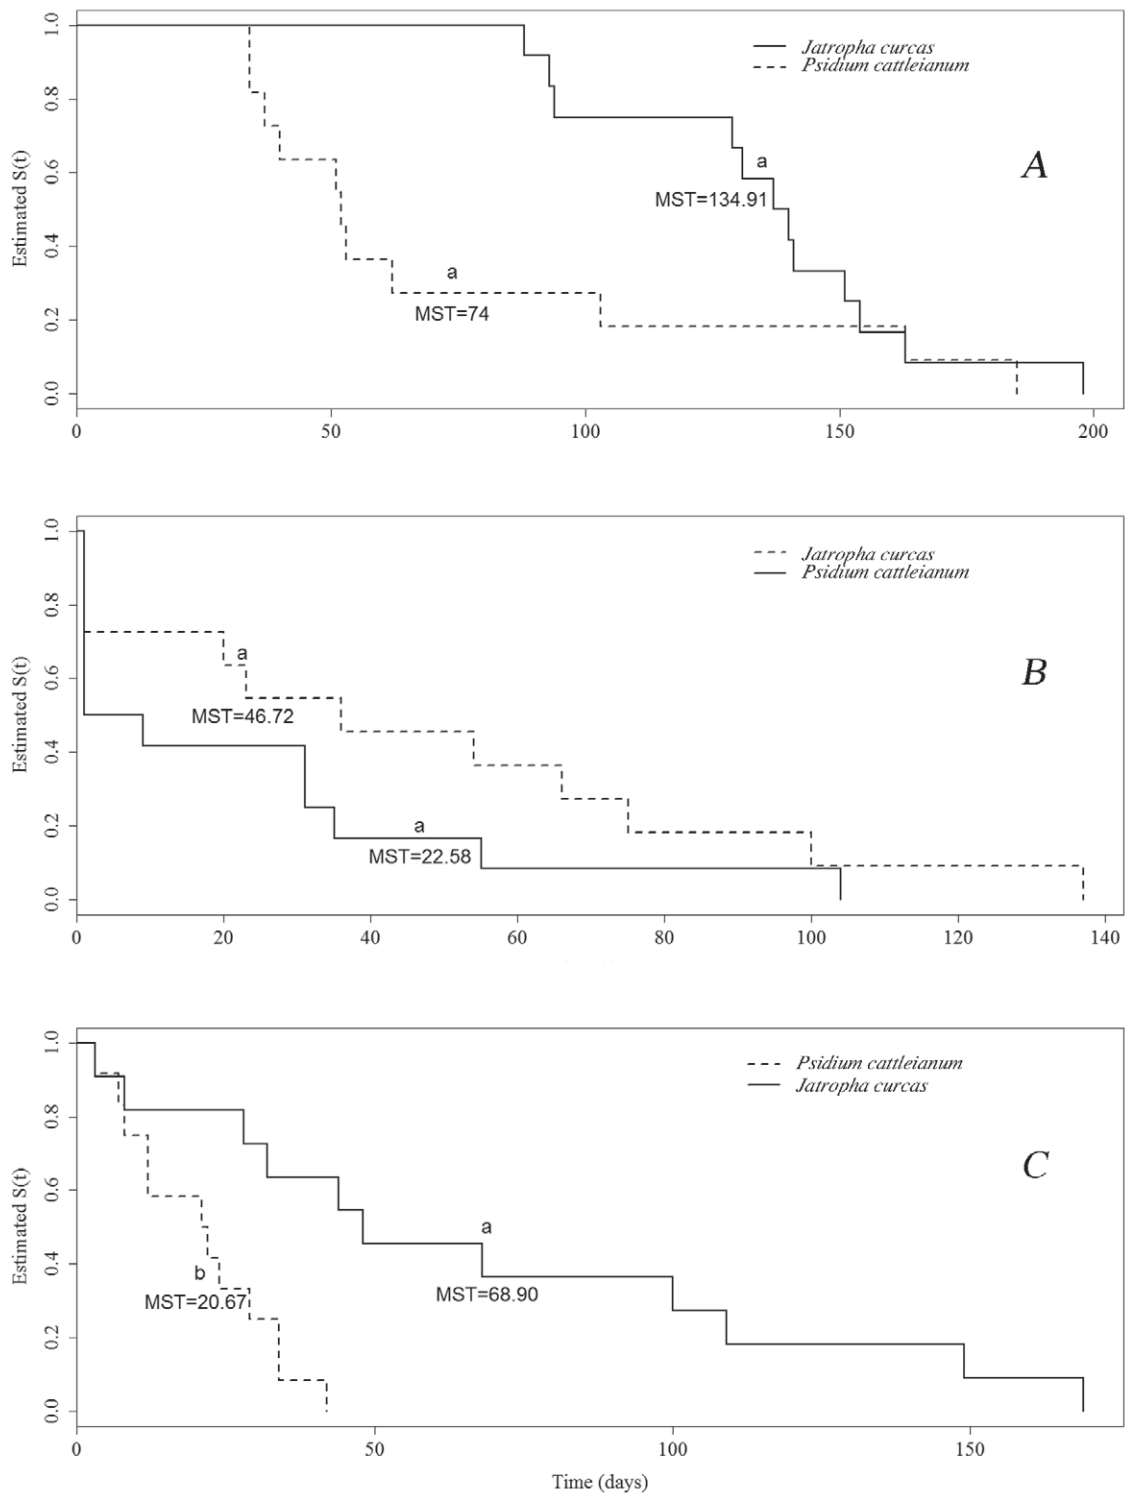 Jatropha curcas
Psidium cattleianum
A
Estimated S(t)
1.0
0.8
0.6
0.4
0.2
0.0
a
MST=134.91
a
MST=74
0 50 100 150 200
Jatropha curcas
Psidium cattleianum
B
Estimated S(t)
1.0
0.8
0.6
0.4
0.2
0.0
a
MST=46.72
a
MST=22.58
0 20 40 60 80 100 120 140
Psidium cattleianum
Jatropha curcas
C
Estimated S(t)
1.0
0.8
0.6
0.4
0.2
0.0
a
MST=68.90
b
MST=20.67
0 50 100 150
Time (days)